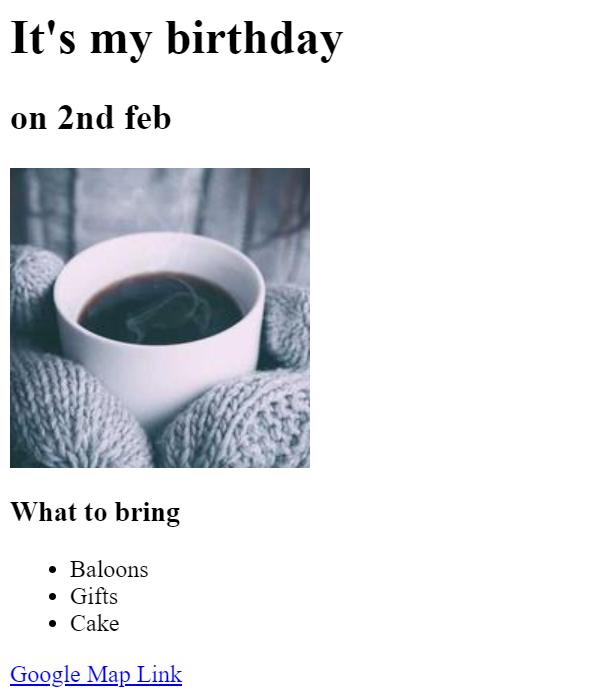 It's my birthday
on 2nd feb
What to bring
Baloons
Gifts
Cake
Google Map Link